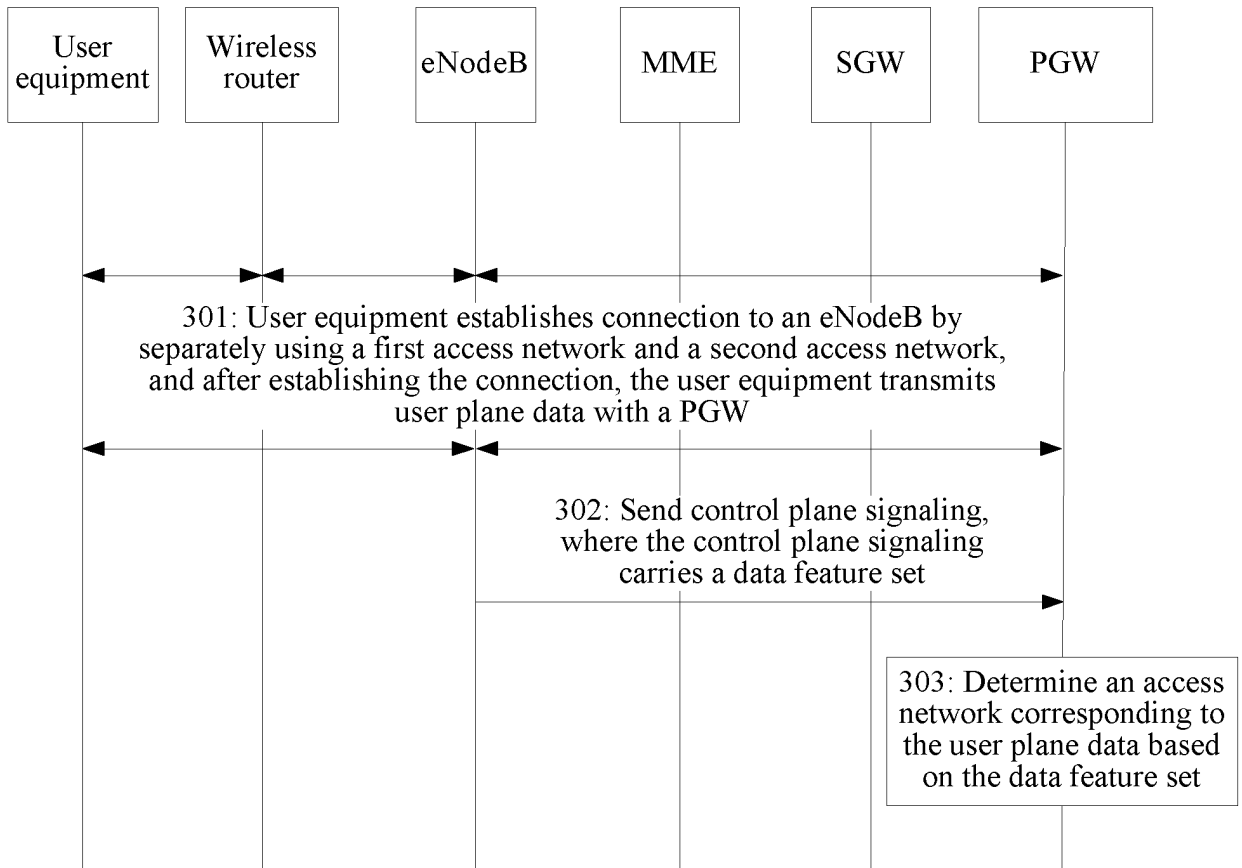 User
equipment
Wireless
router
eNodeB
MME
SGW
PGW
301: User equipment establishes connection to an eNodeB by
separately using a first access network and a second access network,
and after establishing the connection, the user equipment transmits
user plane data with a PGW
302: Send control plane signaling,
where the control plane signaling
carries a data feature set
303: Determine an access
network corresponding to
the user plane data based
on the data feature set